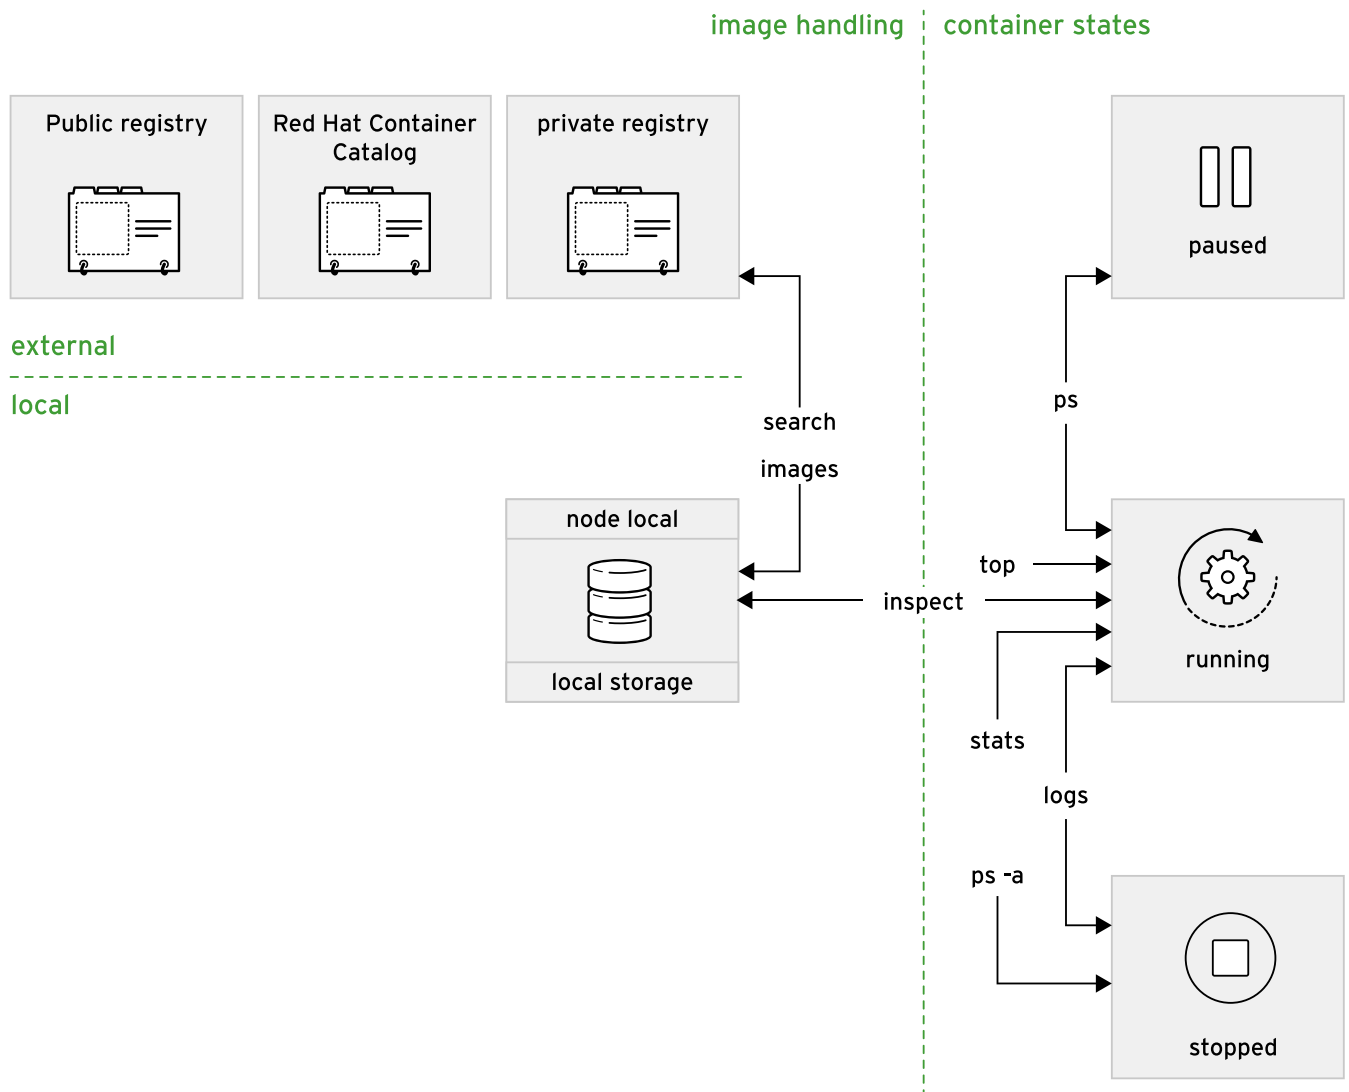 image handling
container states
Public registry
Red Hat Container
Catalog
private registry
paused
external
local
search
images
ps
node local
local storage
top
inspect
stats
running
logs
ps -a
stopped